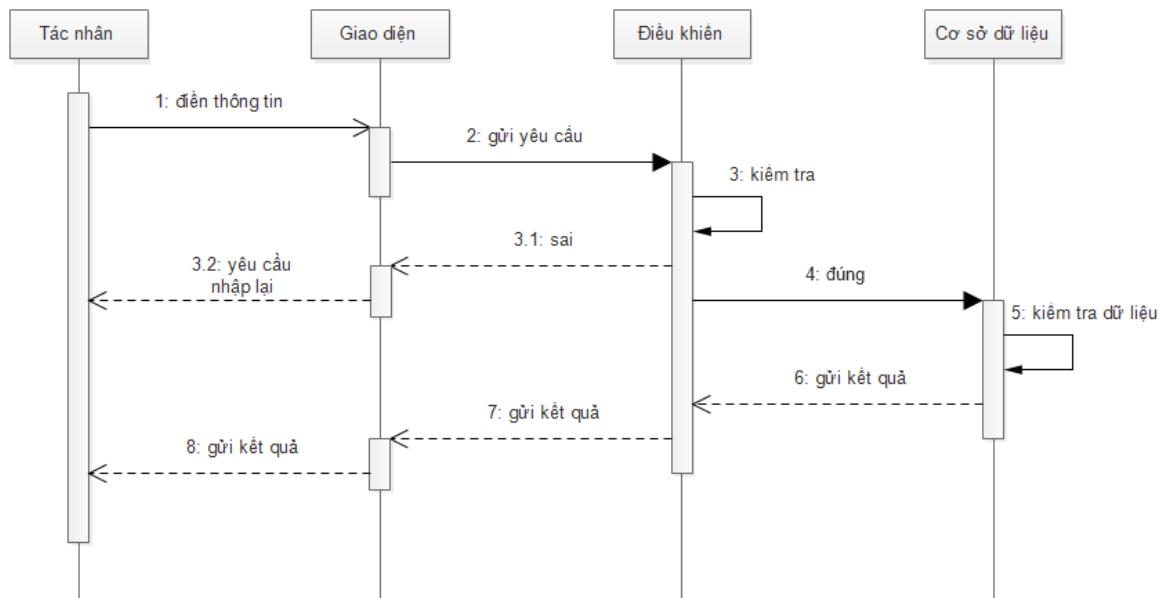 Tác nhân
Giao diện
Điều khiển
Cơ sở dữ liệu
1: điền thông tin
2: gửi yêu cầu
3: kiểm tra
3.1: sai
3.2: yêu cầu
nhập lại
4: đúng
5: kiểm tra dữ liệu
6: gửi kết quả
7: gửi kết quả
8: gửi kết quả